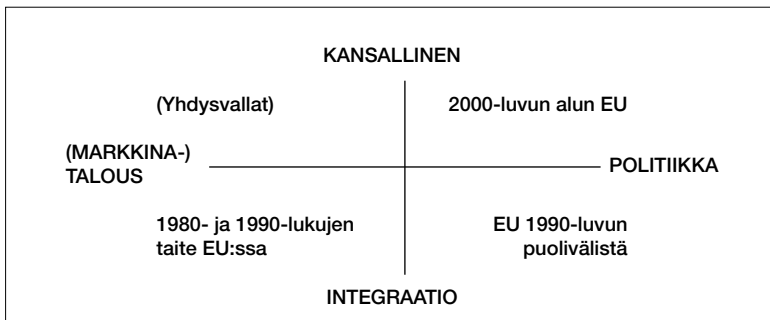 KANSALLINEN
(Yhdysvallat)
2000-luvun alun EU
(MARKKINA-)
TALOUS
POLITIIKKA
1980- ja 1990-lukujen
taite EU:ssa
EU 1990-luvun
puolivälistä
INTEGRAATIO